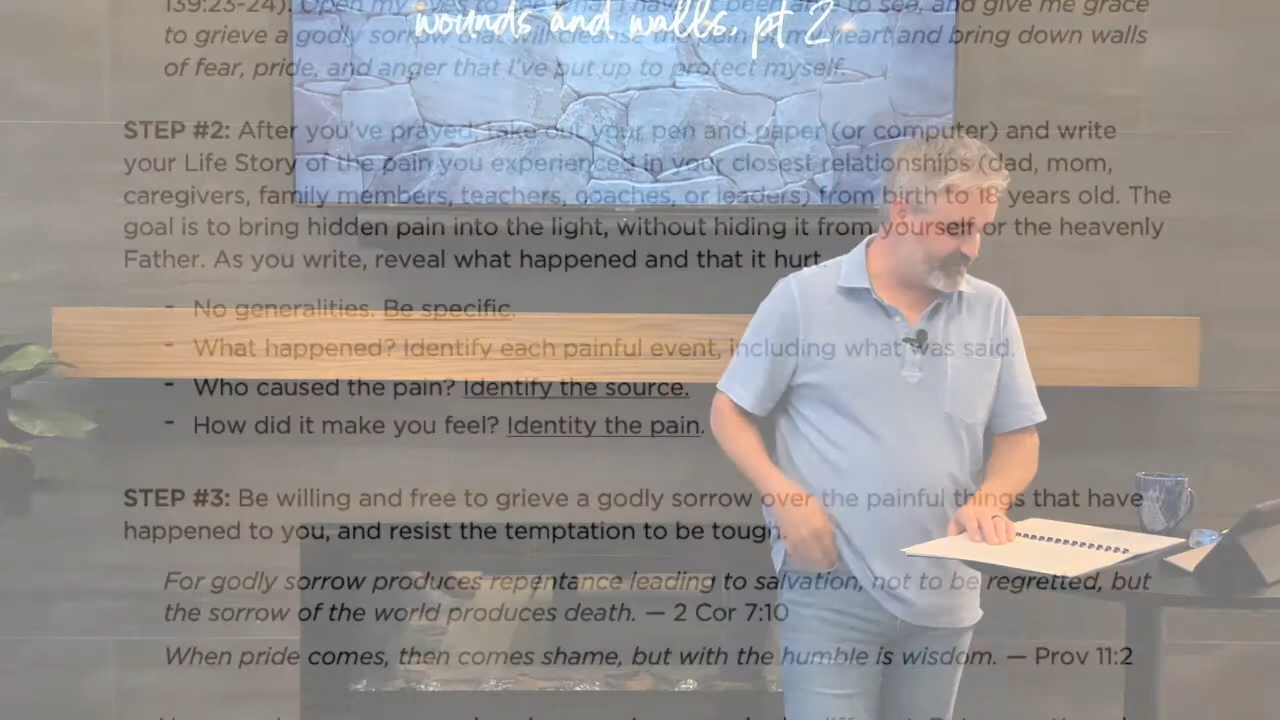 139:23-24). Open my eyes to
see, and give me grace
wounds and walls, pt 2
to grieve a godly sorrow that will cleanse the pain of my heart and bring down walls
of fear, pride, and anger that I've put up to protect myself.
STEP #2: After you've prayed, take out your pen and paper (or computer) and write
your Life Story of the pain you experienced in your closest relationships (dad, mom,
caregivers, family members, teachers, coaches, or leaders) from birth to 18 years old. The
goal is to bring hidden pain into the light, without hiding it from yourself or the heavenly
Father. As you write, reveal what happened and that it hurt.
- No generalities. Be specific.
- What happened? Identify each painful event, including what was said.
- Who caused the pain? Identify the source.
- How did it make you feel? Identity the pain.
STEP #3: Be willing and free to grieve a godly sorrow over the painful things that have
happened to you, and resist the temptation to be tough.
For godly sorrow produces repentance leading to salvation, not to be regretted, but
the sorrow of the world produces death. — 2 Cor 7:10
When pride comes, then comes shame, but with the humble is wisdom. — Prov 11:2